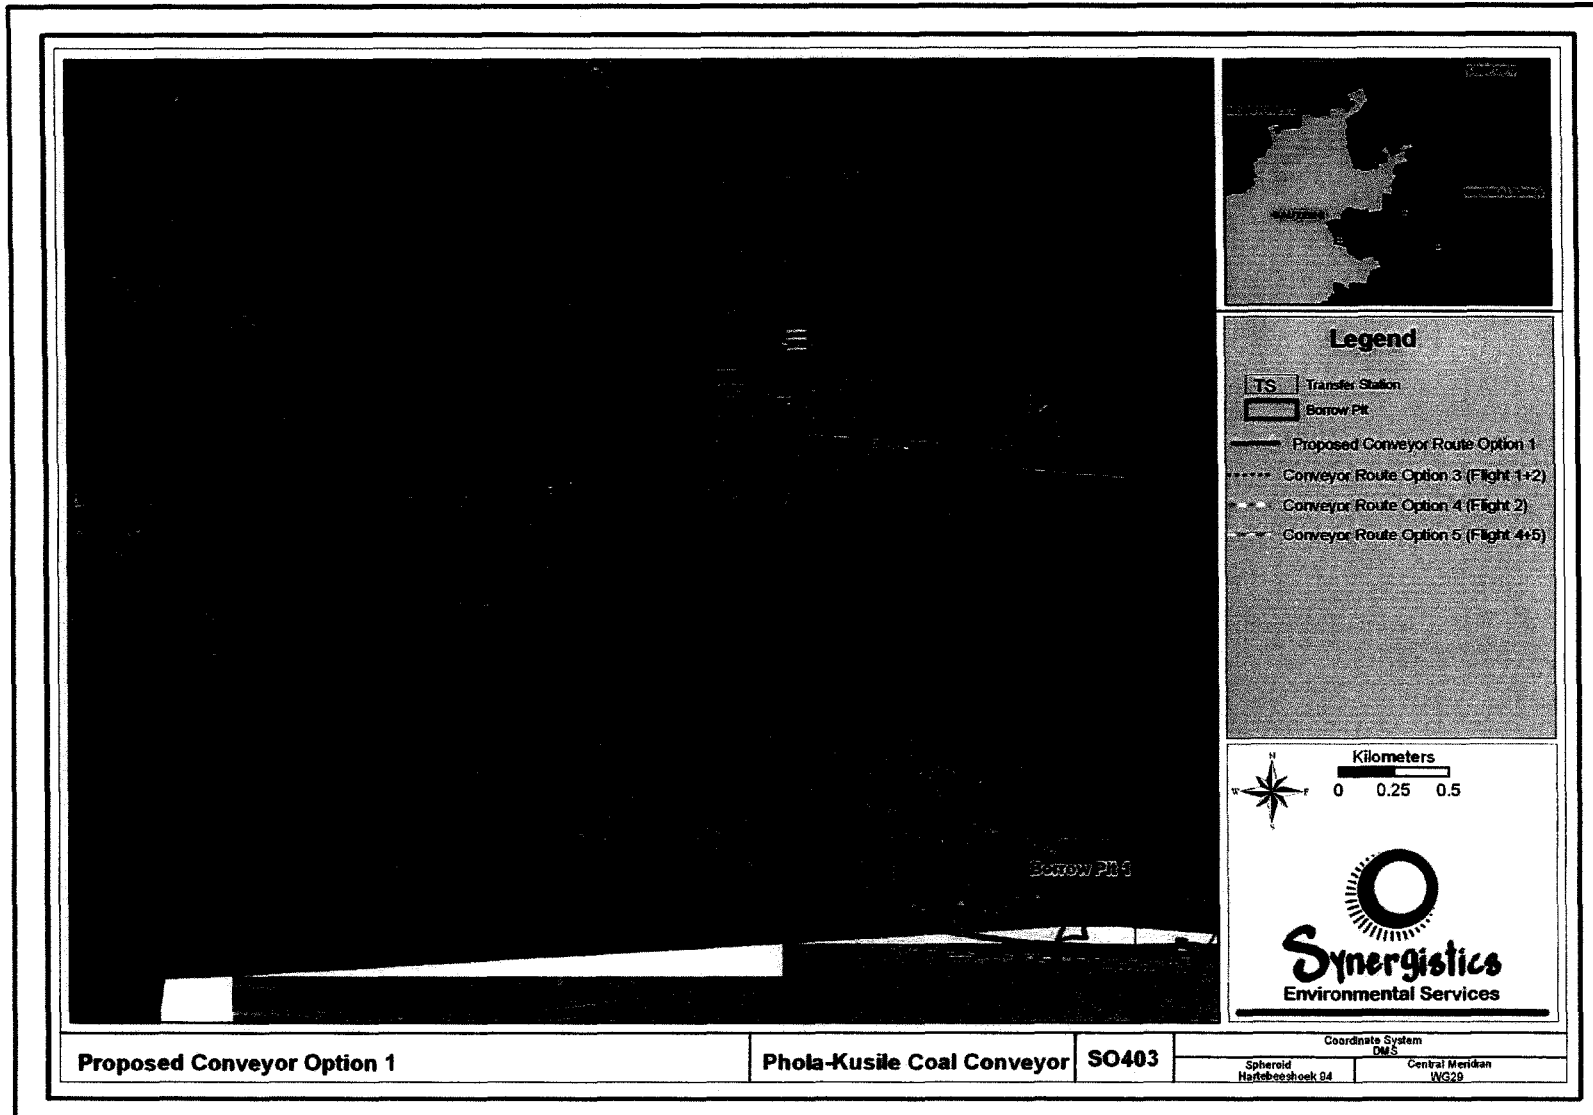 Legend
TS Transfer Station
Borrow Pit
Proposed Conveyor Route Option 1
Conveyor Route Option 3 (Flight 1+2)
Conveyor Route Option 4 (Flight 2)
Conveyor Route Option 5 (Flight 4+5)
Borrow Pit 1
Kilometers
0 0.25 0.5
N
W
S
Synergistics
Environmental Services
Proposed Conveyor Option 1
Phola-Kusile Coal Conveyor
SO403
Coordinate System
DMS
Spheroid
Hartebeeshoek 94
Central Meridian
WG29